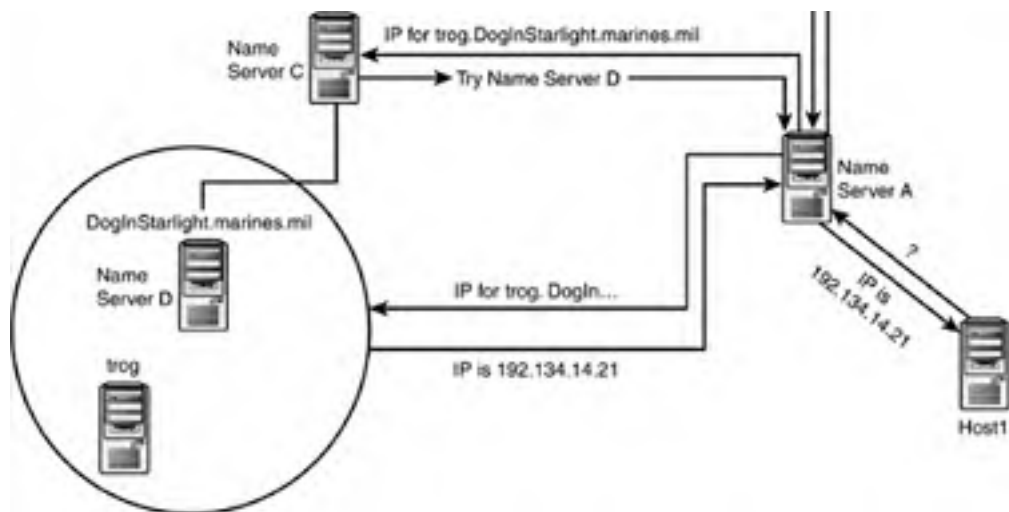 IP for trog.DogInStarlight.marines.mil
Name
Server C
Try Name Server D
Name
Server A
DogInStarlight.marines.mil
Name
Server D
?
IP is
192.134.14.21
IP for trog. DogIn...
IP is 192.134.14.21
trog
Host1